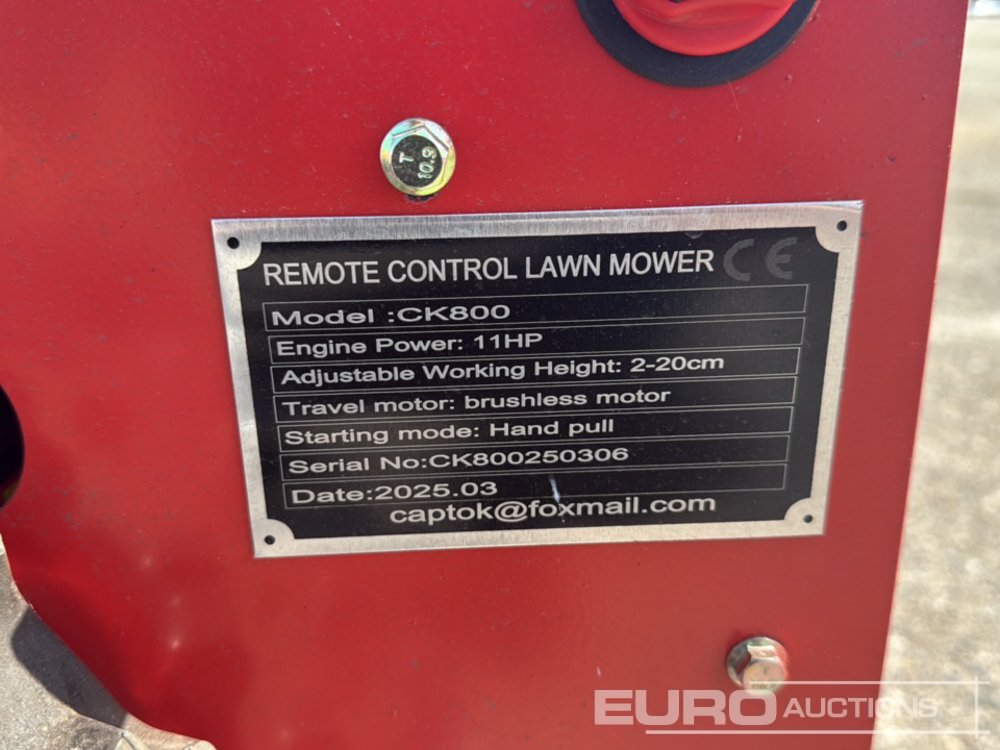 T
10.9
REMOTE CONTROL LAWN MOWER CE
Model :CK800
Engine Power: 11HP
Adjustable Working Height: 2-20cm
Travel motor: brushless motor
Starting mode: Hand pull
Serial No:CK800250306
Date:2025.03
captok@foxmail.com
EURO AUCTIONS